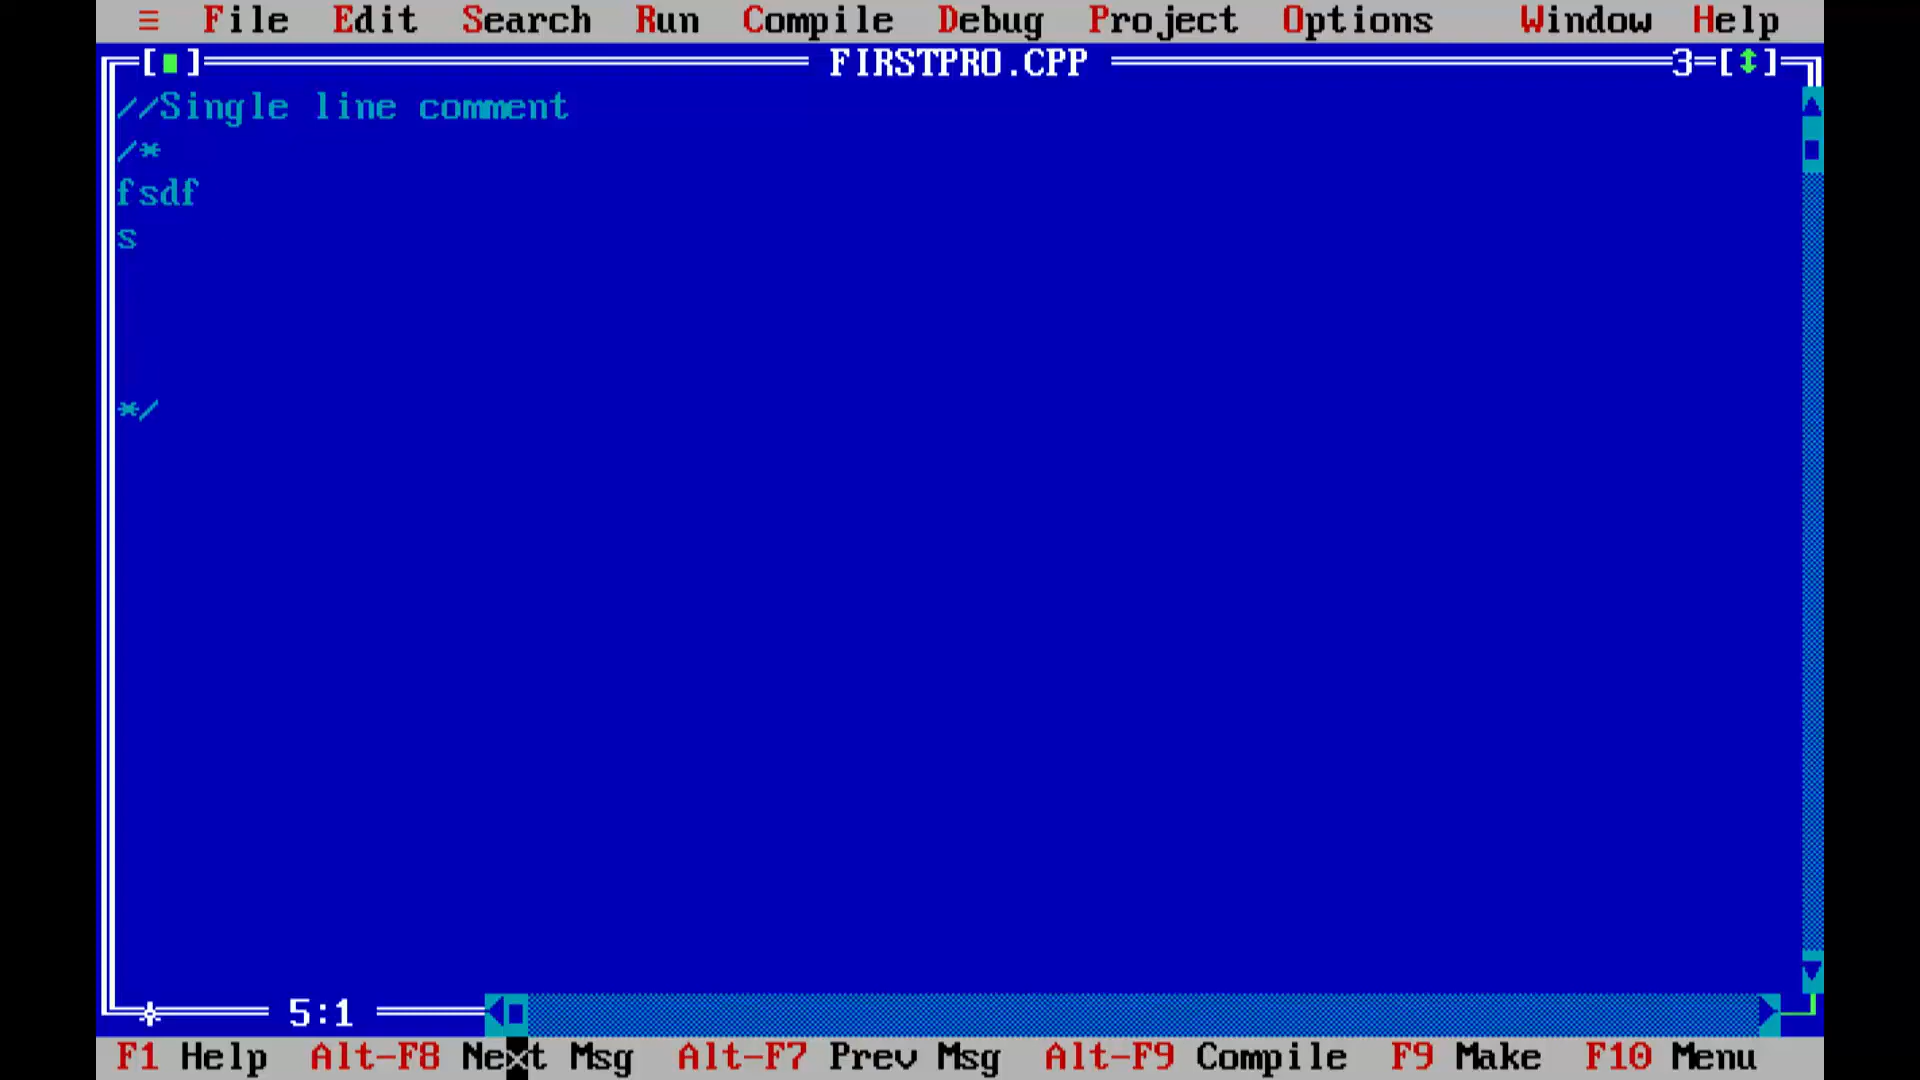 ≡ File Edit Search Run Compile Debug Project Options Window Help
[■] FIRSTPRO.CPP 3=[↕]
//Single line comment
/*
fsdf
s
*/
5:1
F1 Help Alt-F8 Next Msg Alt-F7 Prev Msg Alt-F9 Compile F9 Make F10 Menu